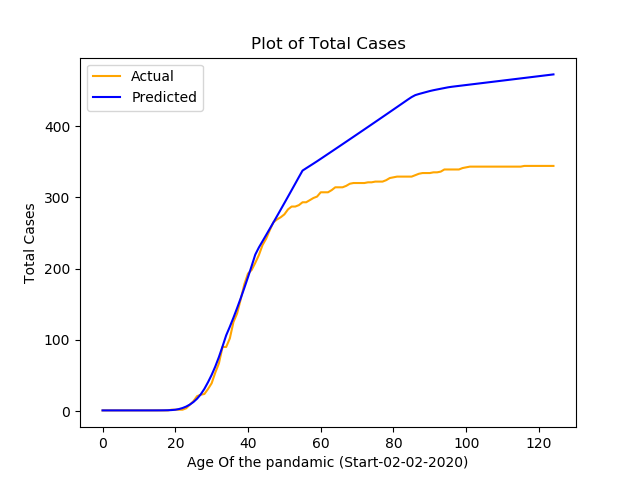 Plot of Total Cases
Actual
Predicted
400
300
200
100
0
Total Cases
0 20 40 60 80 100 120
Age Of the pandamic (Start-02-02-2020)